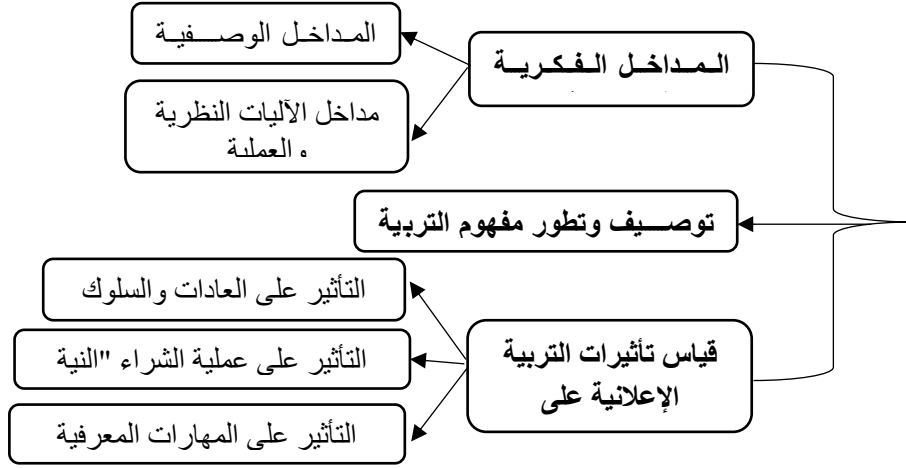 المداخل الفكرية
المداخل الوصفية
مداخل الآليات النظرية
والعملية
توصيف وتطور مفهوم التربية
قياس تأثيرات التربية
الإعلانية على
التأثير على العادات والسلوك
التأثير على عملية الشراء "النية
التأثير على المهارات المعرفية